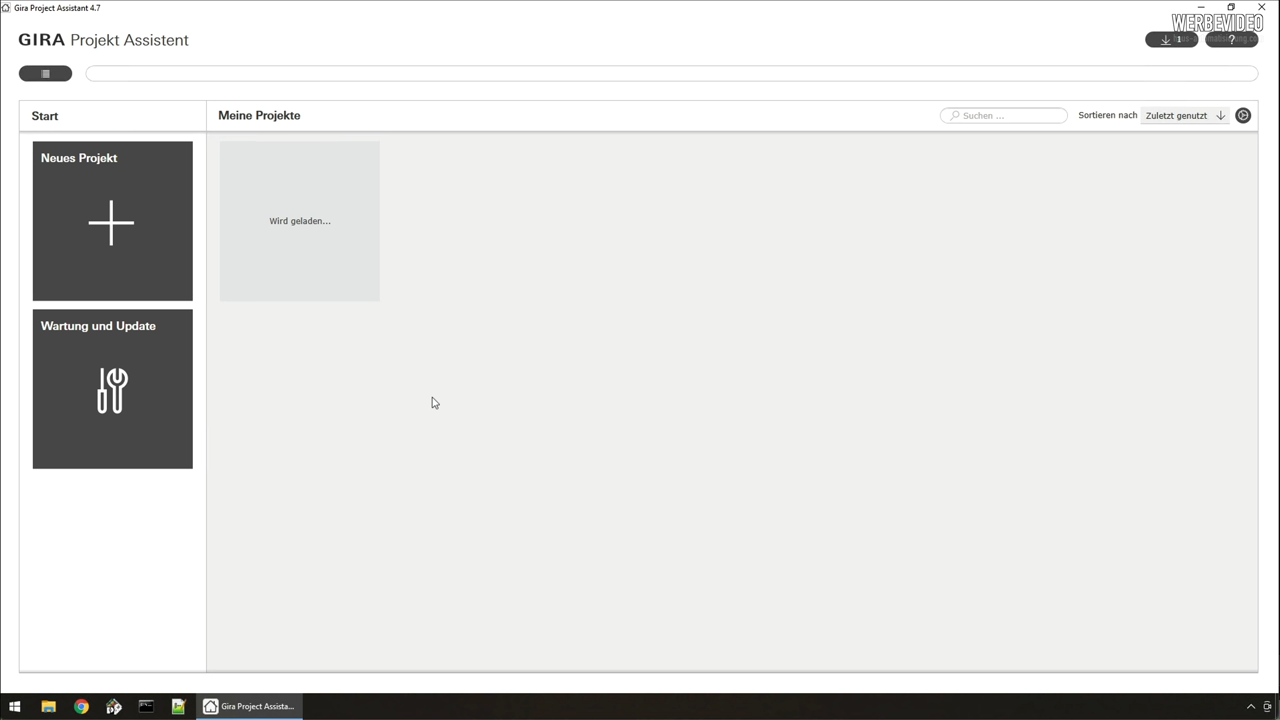 Gira Project Assistant 4.7
WERBEVIDEO
GIRA Projekt Assistent
1
?
Start
Meine Projekte
Suchen ...
Sortieren nach
Zuletzt genutzt
Neues Projekt
Wird geladen...
Wartung und Update
Gira Project Assista...